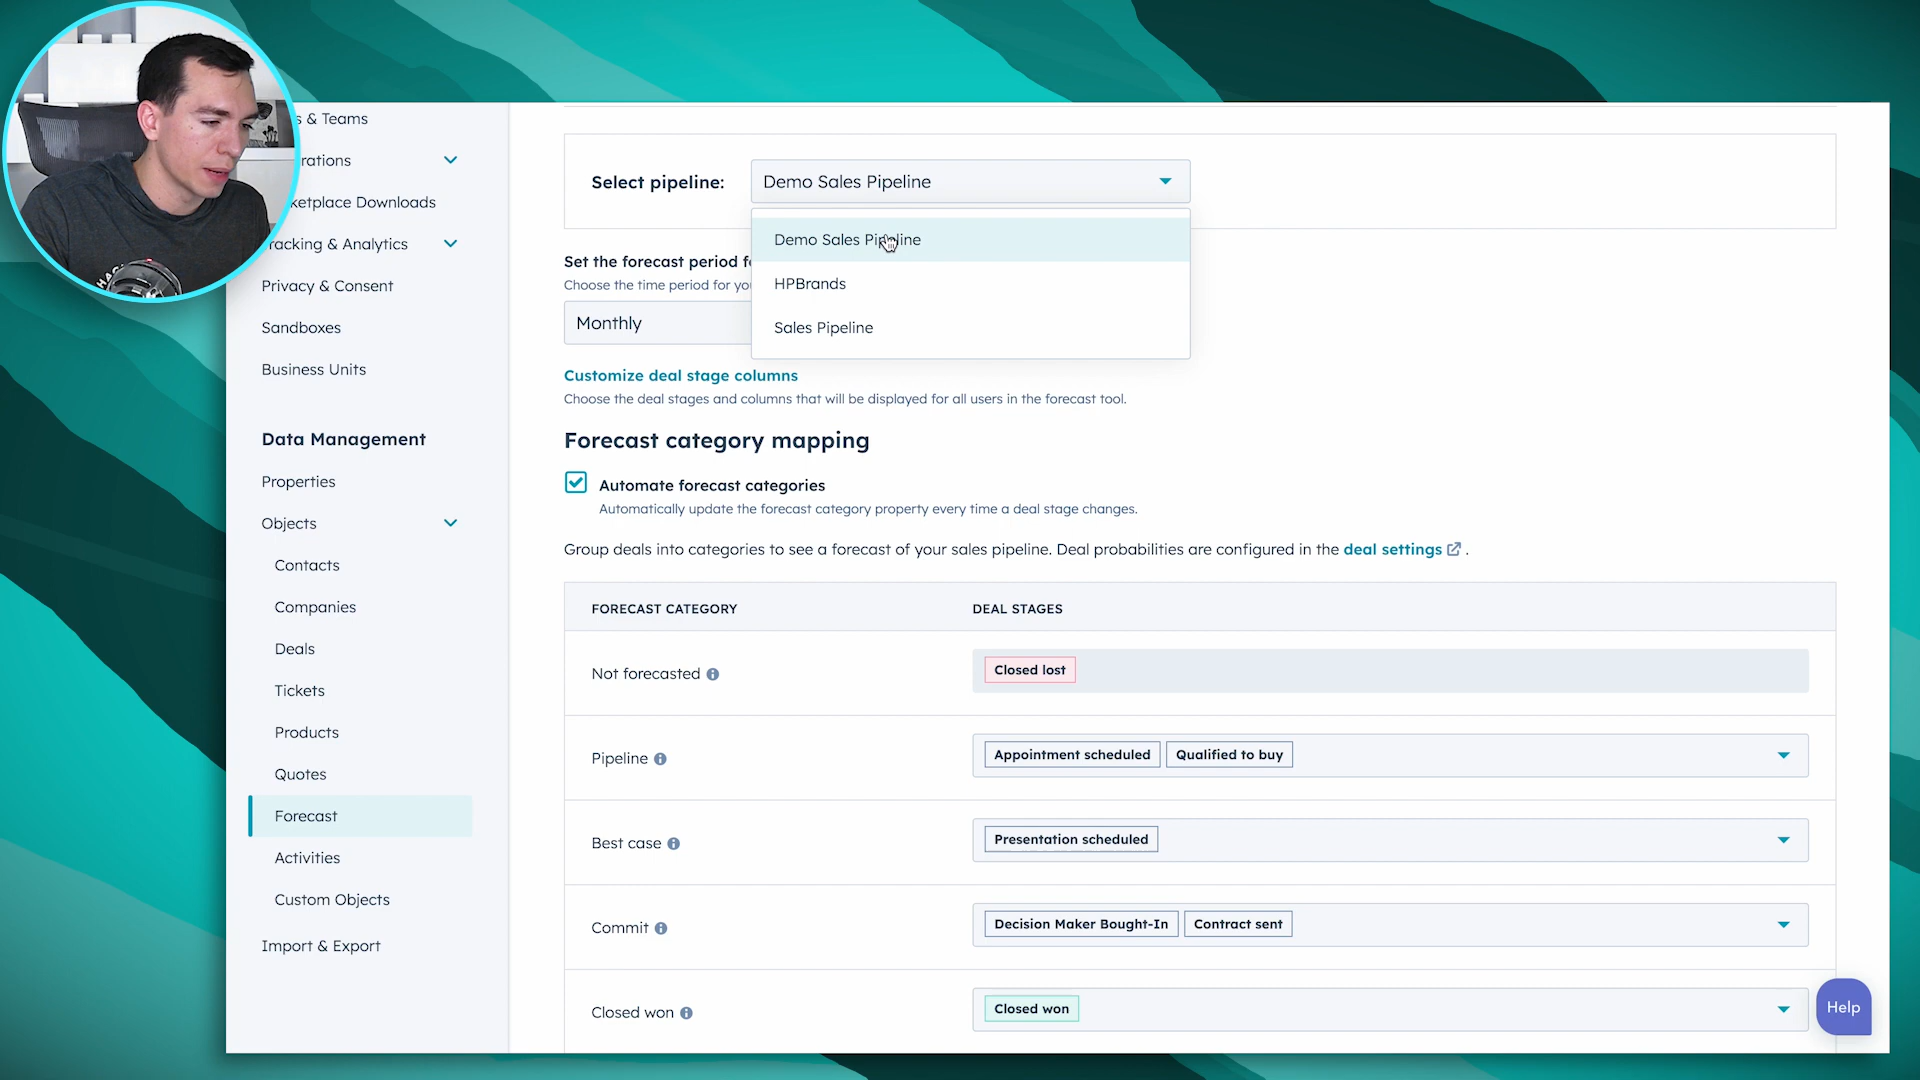 s & Teams
rations
ketplace Downloads
racking & Analytics
Privacy & Consent
Sandboxes
Business Units
Data Management
Properties
Objects
Contacts
Companies
Deals
Tickets
Products
Quotes
Forecast
Activities
Custom Objects
Import & Export
Select pipeline:
Demo Sales Pipeline
Demo Sales Pipeline
HPBrands
Sales Pipeline
Set the forecast period f
Choose the time period for yo
Monthly
Customize deal stage columns
Choose the deal stages and columns that will be displayed for all users in the forecast tool.
Forecast category mapping
Automate forecast categories
Automatically update the forecast category property every time a deal stage changes.
Group deals into categories to see a forecast of your sales pipeline. Deal probabilities are configured in the deal settings .
FORECAST CATEGORY DEAL STAGES
Not forecasted Closed lost
Pipeline Appointment scheduled Qualified to buy
Best case Presentation scheduled
Commit Decision Maker Bought-In Contract sent
Closed won Closed won
Help